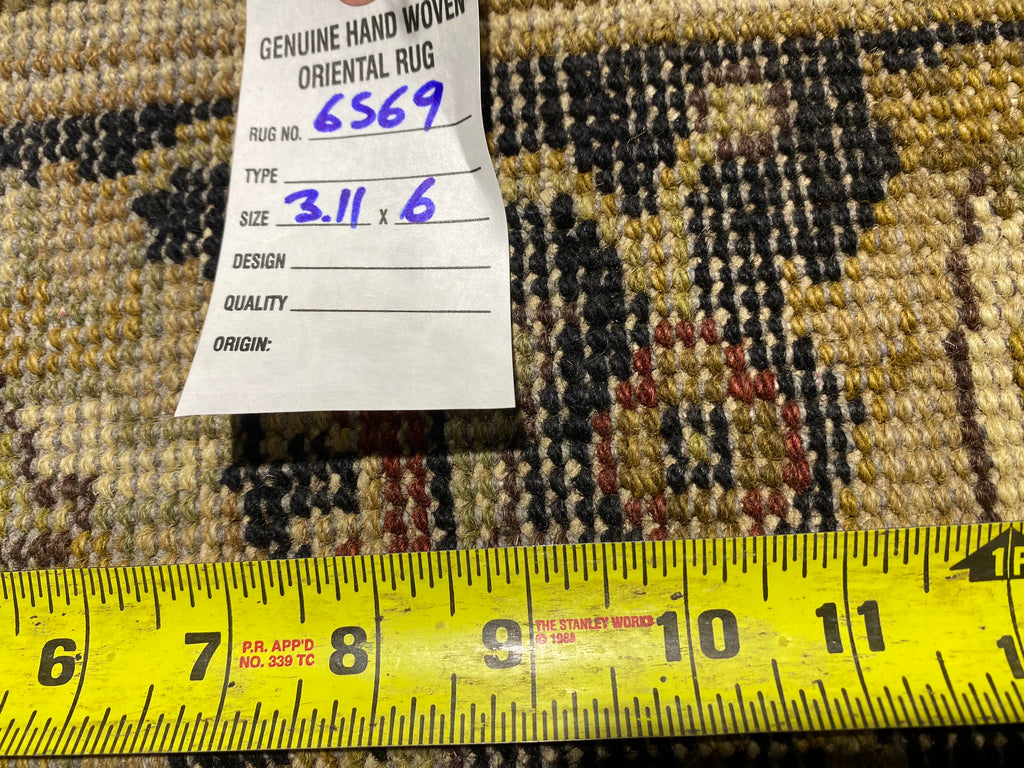 GENUINE HAND WOVEN
ORIENTAL RUG
RUG NO. 6569
TYPE
SIZE 3.11 X 6
DESIGN
QUALITY
ORIGIN:
6 7 8 9 10 11
P.R. APP'D
NO. 339 TC
THE STANLEY WORKS
© 1988